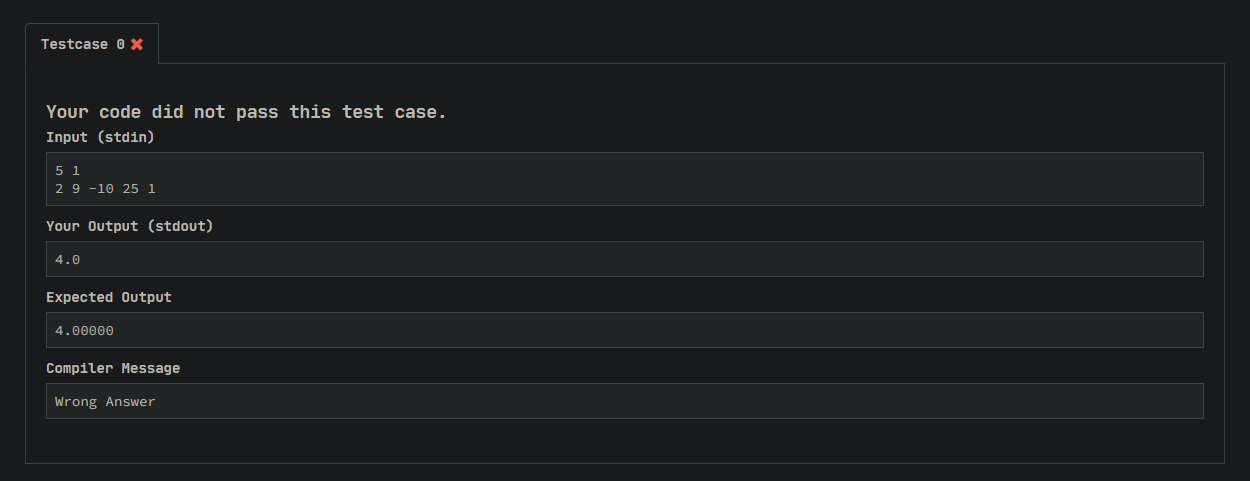 Testcase 0
Your code did not pass this test case.
Input (stdin)
5 1
2 9 -10 25 1
Your Output (stdout)
4.0
Expected Output
4.00000
Compiler Message
Wrong Answer